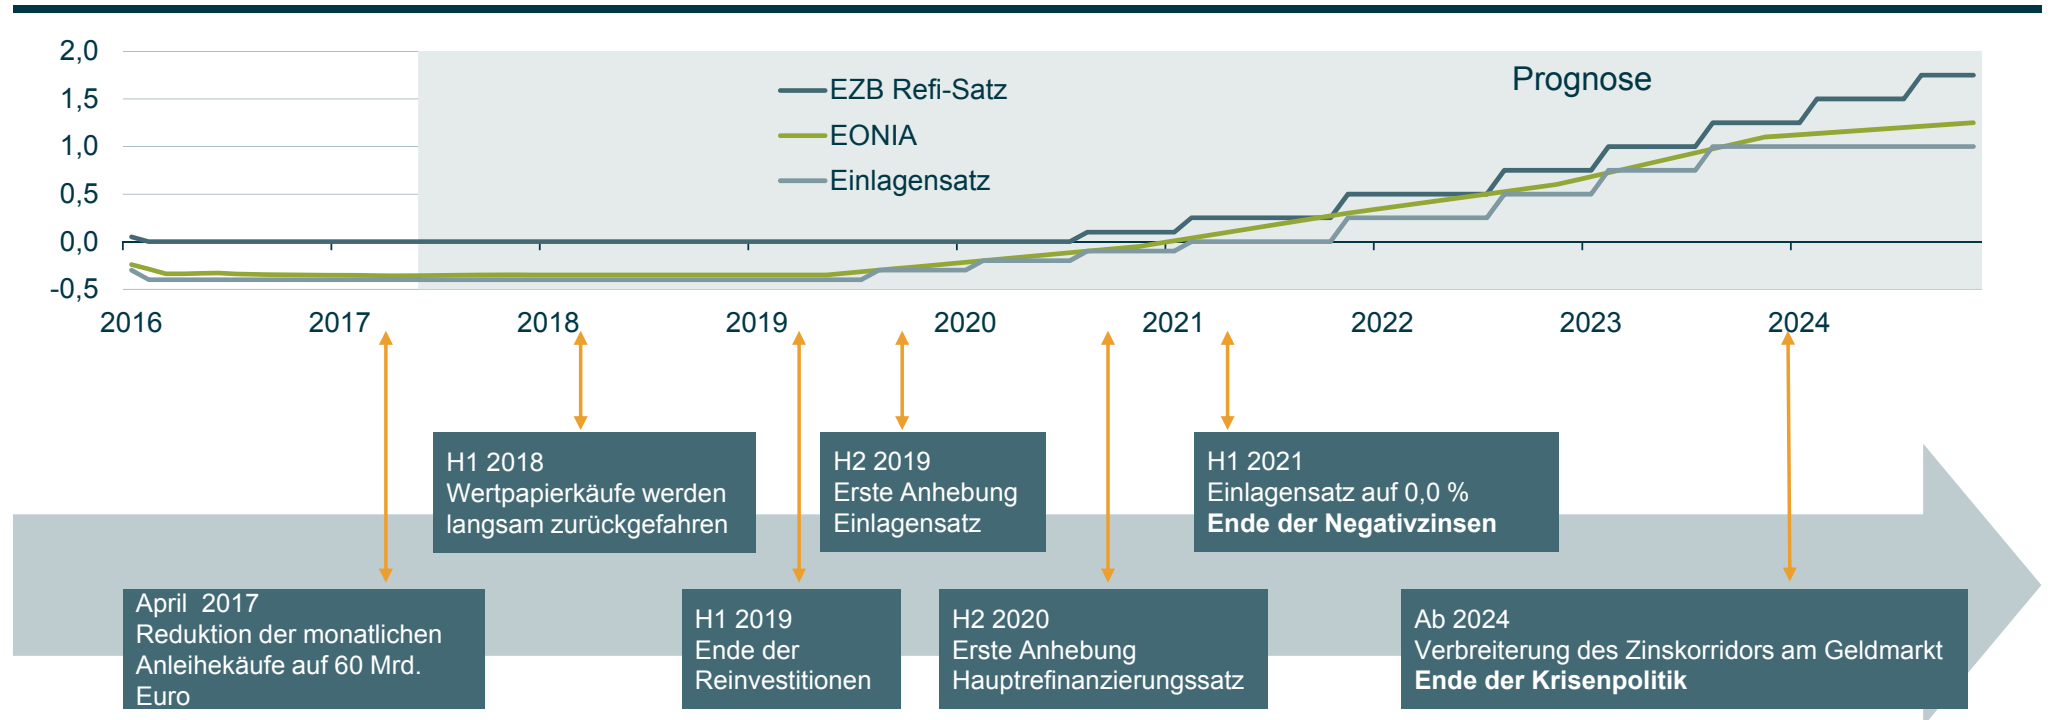 2,0
1,5
1,0
0,5
0,0
-0,5
EZB Refi-Satz
EONIA
Einlagensatz
Prognose
2016 2017 2018 2019 2020 2021 2022 2023 2024
H1 2018
Wertpapierkäufe werden
langsam zurückgefahren
H2 2019
Erste Anhebung
Einlagensatz
H1 2021
Einlagensatz auf 0,0 %
Ende der Negativzinsen
April 2017
Reduktion der monatlichen
Anleihekäufe auf 60 Mrd.
Euro
H1 2019
Ende der
Reinvestitionen
H2 2020
Erste Anhebung
Hauptrefinanzierungssatz
Ab 2024
Verbreiterung des Zinskorridors am Geldmarkt
Ende der Krisenpolitik